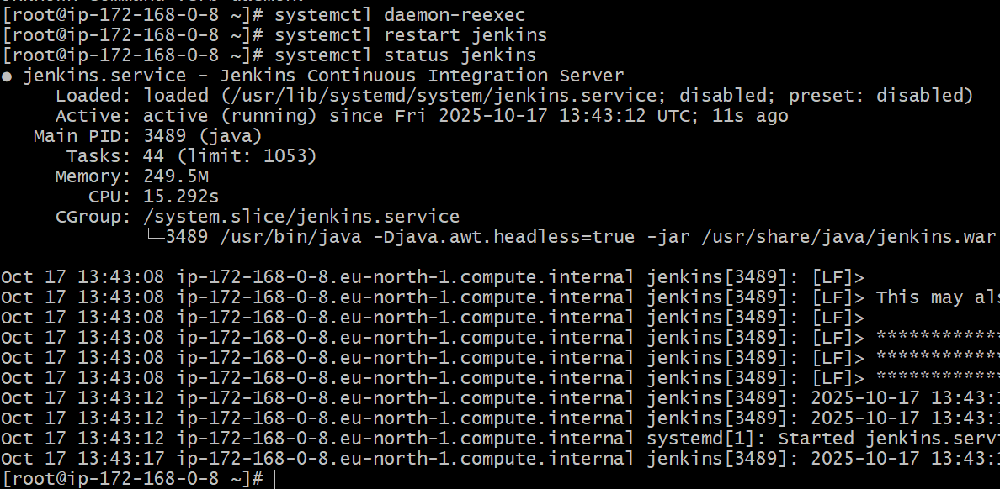 [root@ip-172-168-0-8 ~]# systemctl daemon-reexec
[root@ip-172-168-0-8 ~]# systemctl restart jenkins
[root@ip-172-168-0-8 ~]# systemctl status jenkins
● jenkins.service - Jenkins Continuous Integration Server
Loaded: loaded (/usr/lib/systemd/system/jenkins.service; disabled; preset: disabled)
Active: active (running) since Fri 2025-10-17 13:43:12 UTC; 11s ago
Main PID: 3489 (java)
Tasks: 44 (limit: 1053)
Memory: 249.5M
CPU: 15.292s
CGroup: /system.slice/jenkins.service
└─3489 /usr/bin/java -Djava.awt.headless=true -jar /usr/share/java/jenkins.war
Oct 17 13:43:08 ip-172-168-0-8.eu-north-1.compute.internal jenkins[3489]: [LF]>
Oct 17 13:43:08 ip-172-168-0-8.eu-north-1.compute.internal jenkins[3489]: [LF]> This may als
Oct 17 13:43:08 ip-172-168-0-8.eu-north-1.compute.internal jenkins[3489]: [LF]>
Oct 17 13:43:08 ip-172-168-0-8.eu-north-1.compute.internal jenkins[3489]: [LF]> ************
Oct 17 13:43:08 ip-172-168-0-8.eu-north-1.compute.internal jenkins[3489]: [LF]> ************
Oct 17 13:43:08 ip-172-168-0-8.eu-north-1.compute.internal jenkins[3489]: [LF]> ************
Oct 17 13:43:12 ip-172-168-0-8.eu-north-1.compute.internal jenkins[3489]: 2025-10-17 13:43:1
Oct 17 13:43:12 ip-172-168-0-8.eu-north-1.compute.internal jenkins[3489]: 2025-10-17 13:43:1
Oct 17 13:43:12 ip-172-168-0-8.eu-north-1.compute.internal systemd[1]: Started jenkins.serv
Oct 17 13:43:17 ip-172-168-0-8.eu-north-1.compute.internal jenkins[3489]: 2025-10-17 13:43:1
[root@ip-172-168-0-8 ~]#